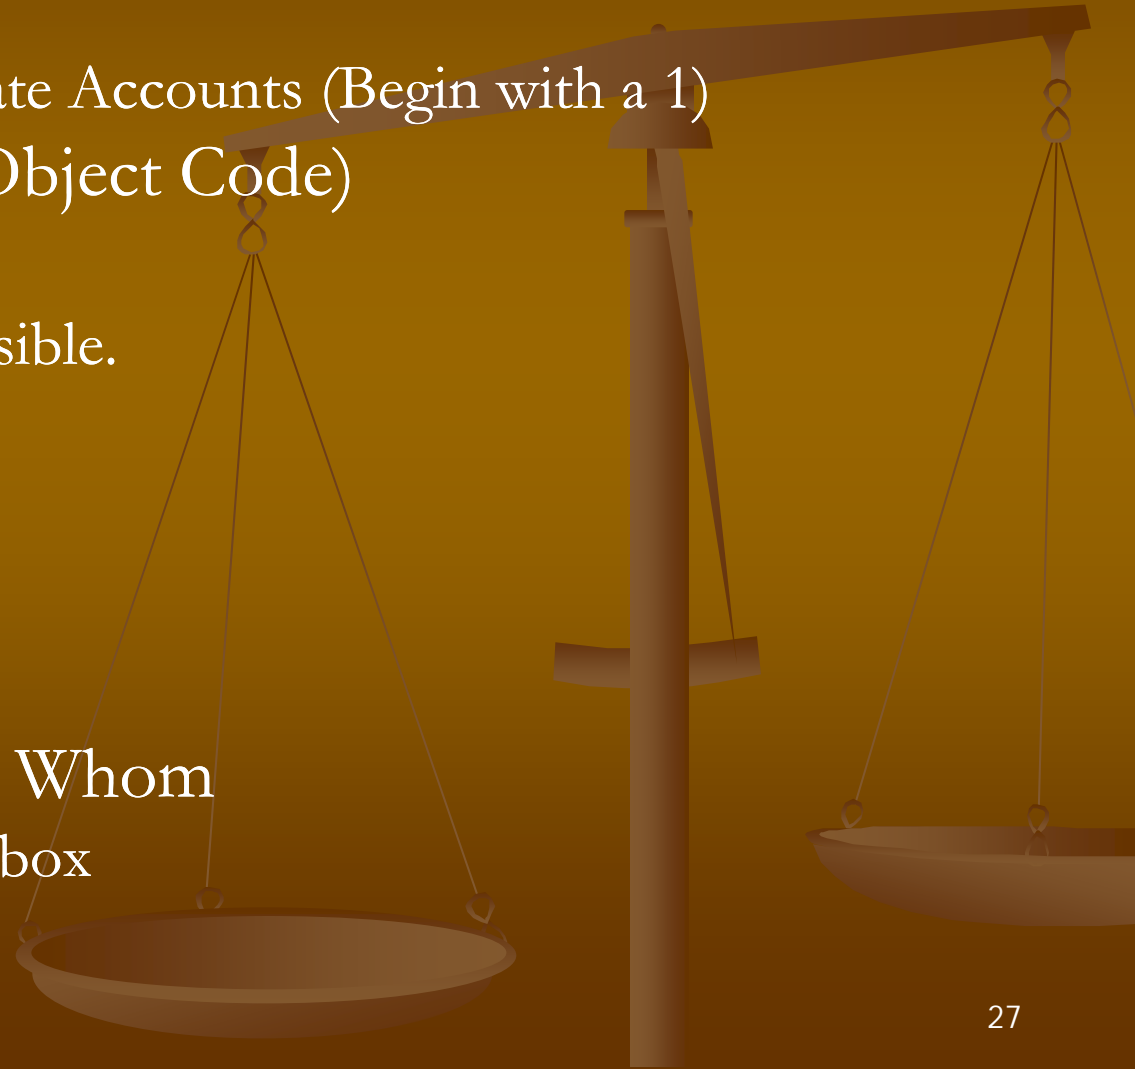 ate Accounts (Begin with a 1)
Object Code)
sible.
Whom
box
27